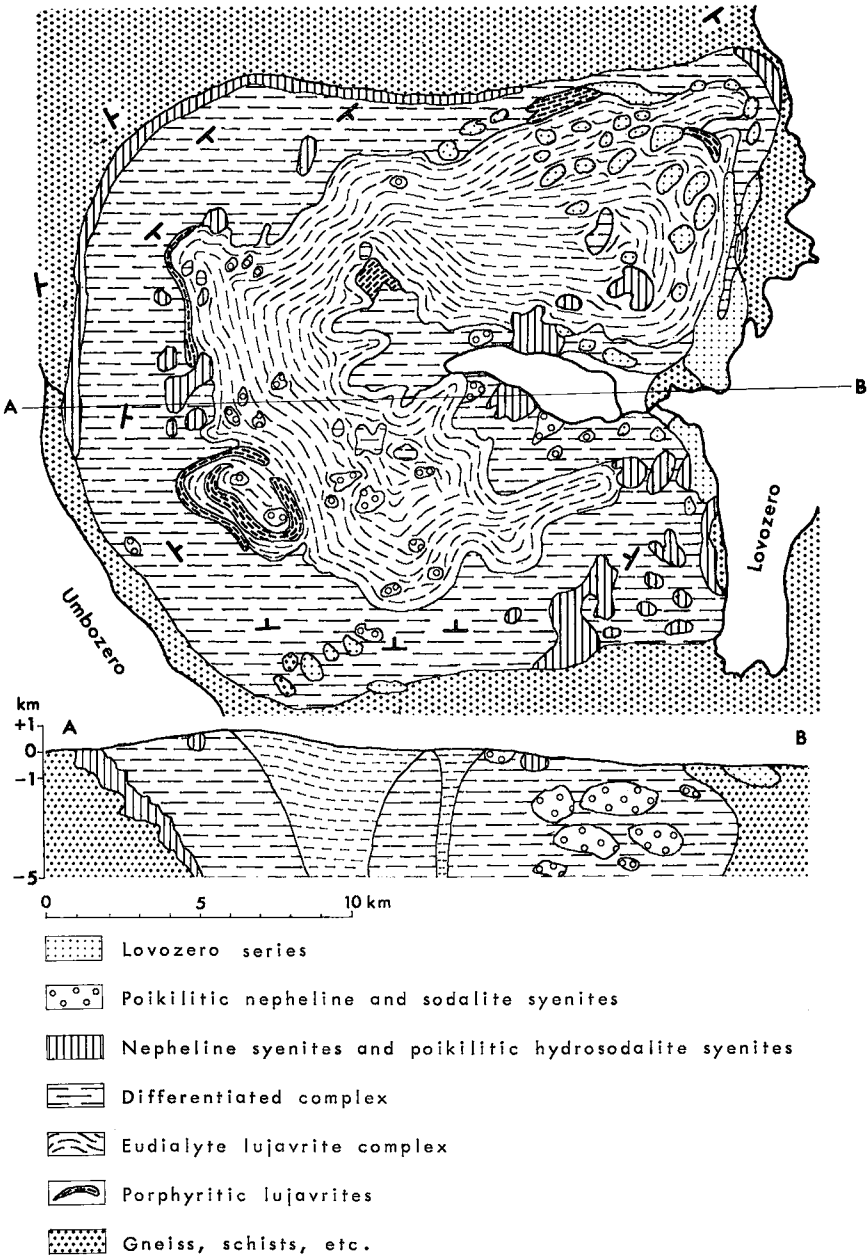 A
B
Umbozero
Lovozero
km
+1
0
-1
-5
A
B
0 5 10 km
Lovozero series
Poikilitic nepheline and sodalite syenites
Nepheline syenites and poikilitic hydrosodalite syenites
Differentiated complex
Eudialyte lujavrite complex
Porphyritic lujavrites
Gneiss, schists, etc.